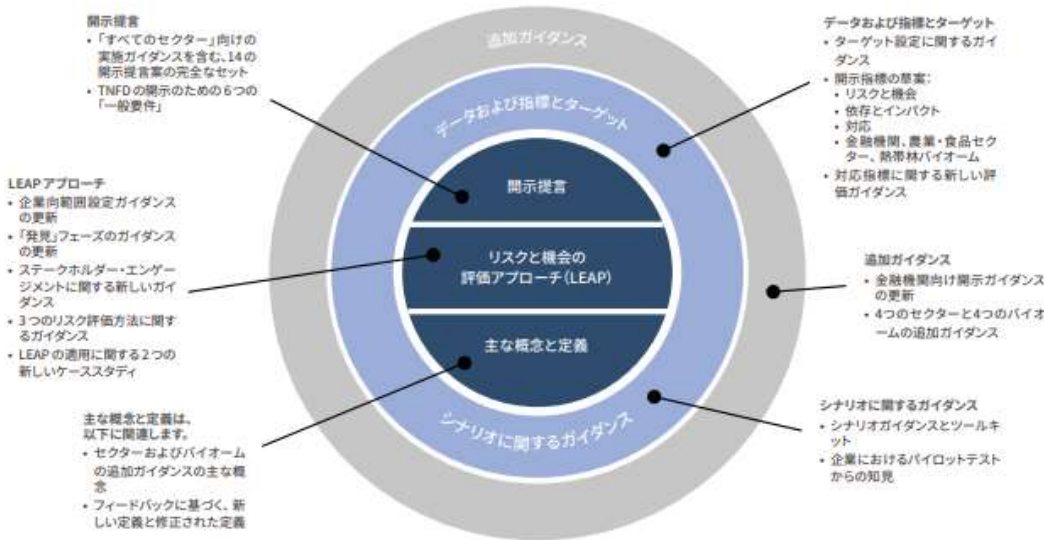 開示提言
• 「すべてのセクター」向けの
実施ガイダンスを含む、14の
開示提言案の完全なセット
• TNFDの開示のための6つの
「一般要件」
LEAPアプローチ
• 企業向範囲設定ガイダンス
の更新
• 「発見」フェーズのガイダンス
の更新
• ステークホルダー・エンゲー
ジメントに関する新しいガイ
ダンス
• 3つのリスク評価方法に関す
るガイダンス
• LEAPの適用に関する2つの
新しいケーススタディ
主な概念と定義は、
以下に関連します。
• セクターおよびバイオーム
の追加ガイダンスの主な概
念
• フィードバックに基づく、新
しい定義と修正された定義
追加ガイダンス
データおよび指標とターゲット
開示提言
リスクと機会の
評価アプローチ(LEAP)
主な概念と定義
シナリオに関するガイダンス
データおよび指標とターゲット
• ターゲット設定に関するガイ
ダンス
• 開示指標の草案:
• リスクと機会
• 依存とインパクト
• 対応
• 金融機関、農業・食品セク
ター、熱帯林バイオーム
• 対応指標に関する新しい評
価ガイダンス
追加ガイダンス
• 金融機関向け開示ガイダンス
の更新
• 4つのセクターと4つのバイオ
ームの追加ガイダンス
シナリオに関するガイダンス
• シナリオガイダンスとツールキ
ット
• 企業におけるパイロットテスト
からの知見